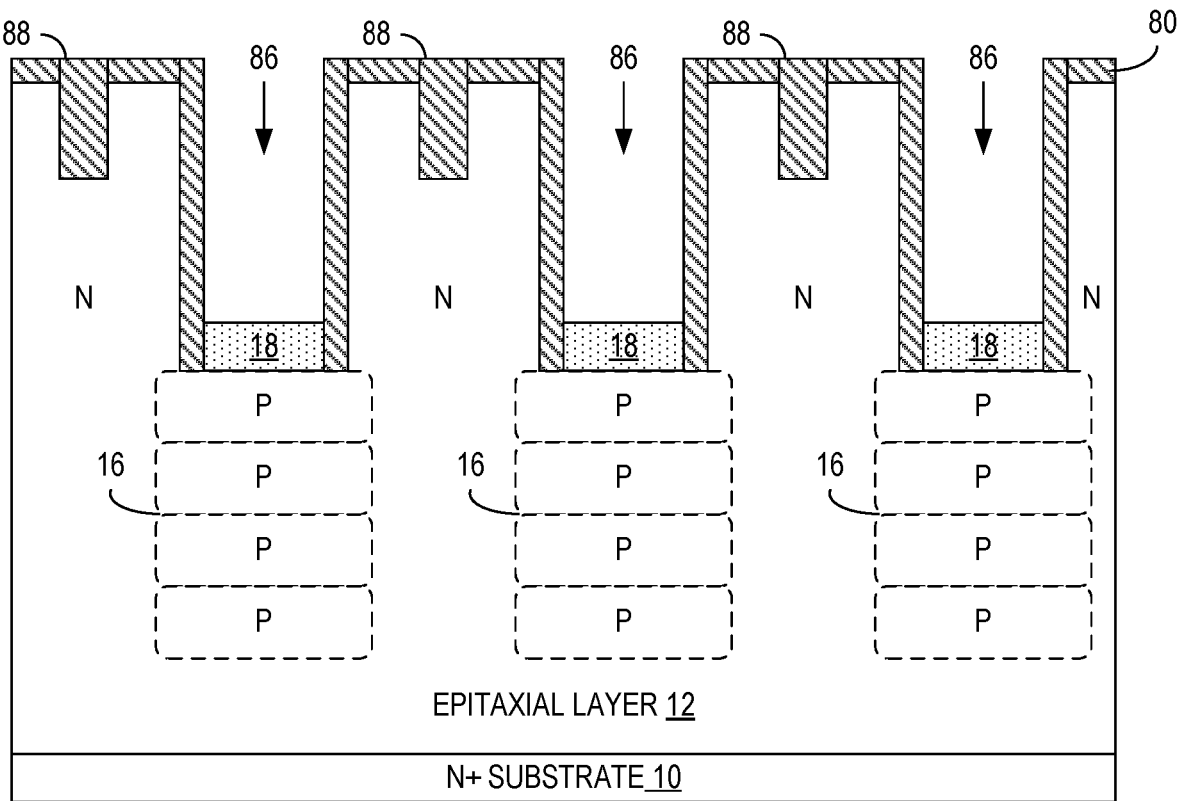 88 88 88 80
86 86 86
N N N N
18 18 18
P P P
16 P 16 P 16 P
P P P
P P P
EPITAXIAL LAYER 12
N+ SUBSTRATE 10